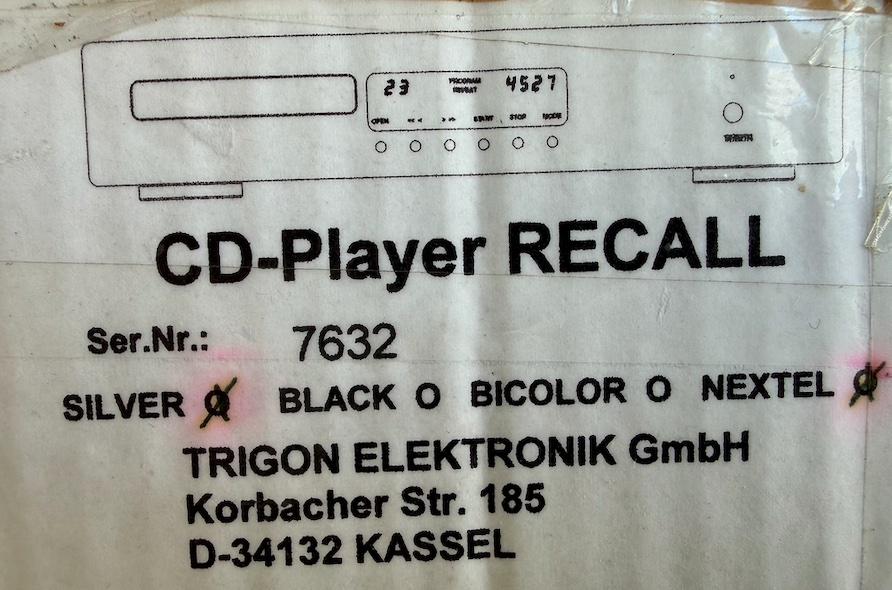 23 PROGRAM 4527
REPEAT
OPEN << >> START STOP MODE
CD-Player RECALL
Ser.Nr.: 7632
SILVER O BLACK O BICOLOR O NEXTEL O
TRIGON ELEKTRONIK GmbH
Korbacher Str. 185
D-34132 KASSEL